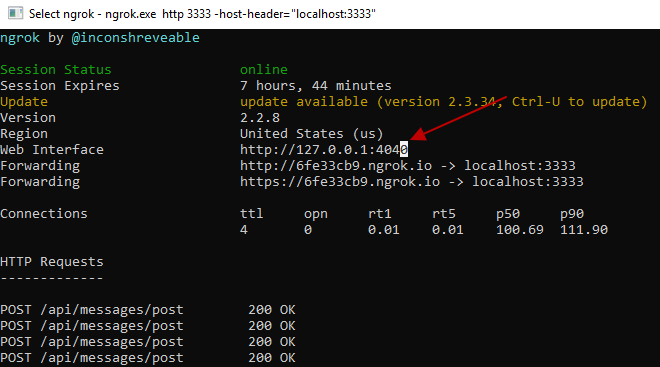 Select ngrok - ngrok.exe http 3333 -host-header="localhost:3333"
ngrok by @inconshreveable
Session Status online
Session Expires 7 hours, 44 minutes
Update update available (version 2.3.34, Ctrl-U to update)
Version 2.2.8
Region United States (us)
Web Interface http://127.0.0.1:4040
Forwarding http://6fe33cb9.ngrok.io -> localhost:3333
Forwarding https://6fe33cb9.ngrok.io -> localhost:3333
Connections ttl opn rt1 rt5 p50 p90
4 0 0.01 0.01 100.69 111.90
HTTP Requests
-------------
POST /api/messages/post 200 OK
POST /api/messages/post 200 OK
POST /api/messages/post 200 OK
POST /api/messages/post 200 OK